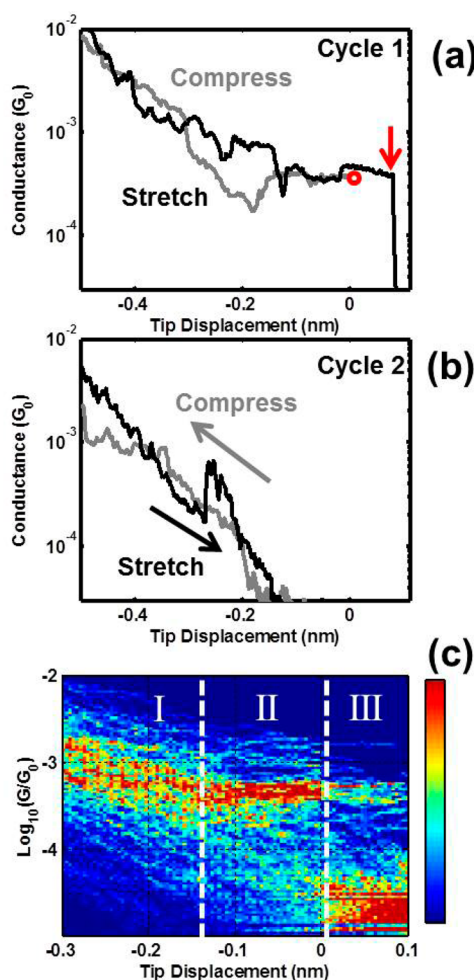 10⁻²
Cycle 1
(a)
Compress
Conductance (G₀)
10⁻³
Stretch
10⁻⁴
-0.4 -0.2 0
Tip Displacement (nm)
10⁻²
Cycle 2
(b)
Compress
Conductance (G₀)
10⁻³
10⁻⁴
Stretch
-0.4 -0.2 0
Tip Displacement (nm)
(c)
-2
I II III
Log₁₀(G/G₀)
-3
-4
-0.3 -0.2 -0.1 0 0.1
Tip Displacement (nm)